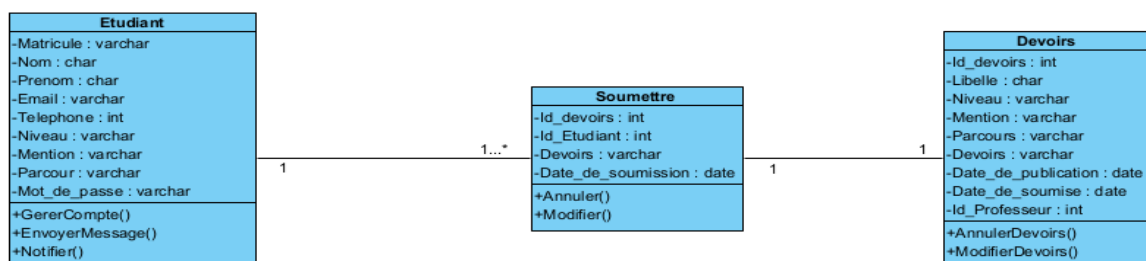 Etudiant
-Matricule : varchar
-Nom : char
-Prenom : char
-Email : varchar
-Telephone : int
-Niveau : varchar
-Mention : varchar
-Parcour : varchar
-Mot_de_passe : varchar
+GererCompte()
+EnvoyerMessage()
+Notifier()
1
1...*
Soumettre
-Id_devoirs : int
-Id_Etudiant : int
-Devoirs : varchar
-Date_de_soumission : date
+Annuler()
+Modifier()
1
1
Devoirs
-Id_devoirs : int
-Libelle : char
-Niveau : varchar
-Mention : varchar
-Parcours : varchar
-Devoirs : varchar
-Date_de_publication : date
-Date_de_soumise : date
-Id_Professeur : int
+AnnulerDevoirs()
+ModifierDevoirs()